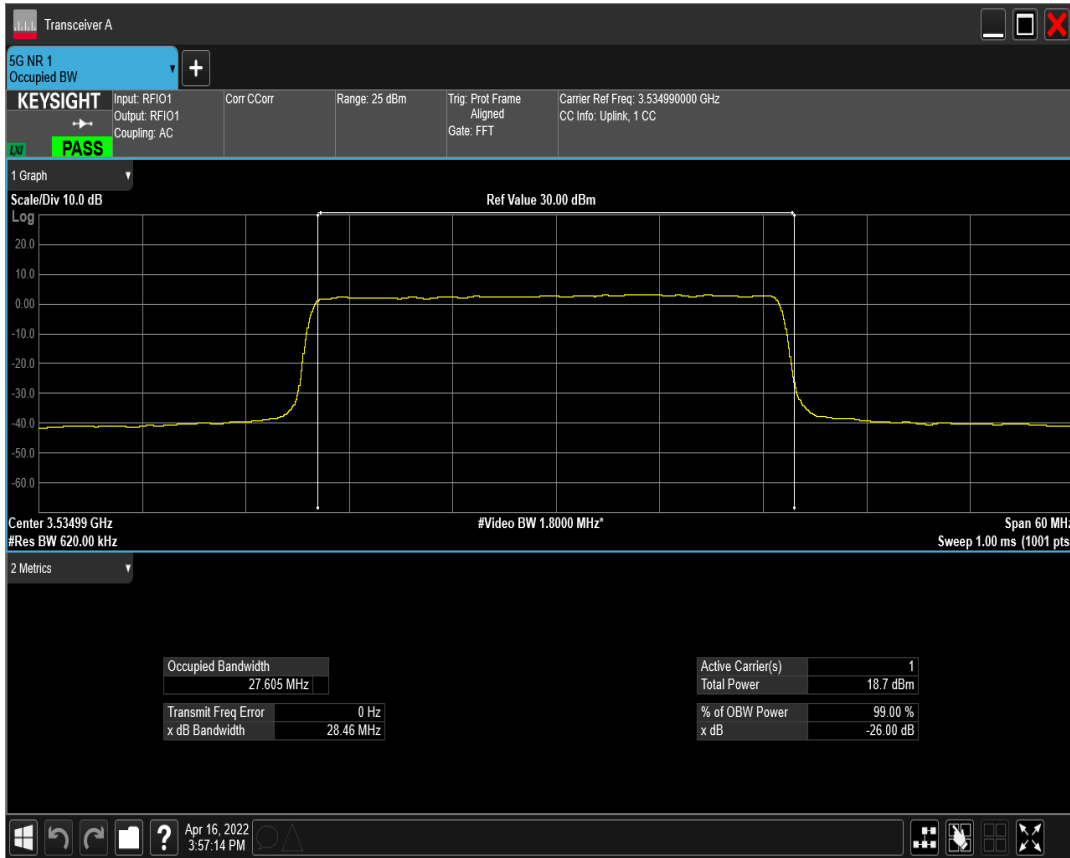 Transceiver A
5G NR 1
Occupied BW
KEYSIGHT
LXI
PASS
Input: RFIO1
Output: RFIO1
Coupling: AC
Corr CCorr
Range: 25 dBm
Trig: Prot Frame
Aligned
Gate: FFT
Carrier Ref Freq: 3.534990000 GHz
CC Info: Uplink, 1 CC
1 Graph
Scale/Div 10.0 dB
Ref Value 30.00 dBm
Log
20.0
10.0
0.00
-10.0
-20.0
-30.0
-40.0
-50.0
-60.0
Center 3.53499 GHz
#Video BW 1.8000 MHz*
Span 60 MHz
#Res BW 620.00 kHz
Sweep 1.00 ms (1001 pts
2 Metrics
Occupied Bandwidth
27.605 MHz
Transmit Freq Error 0 Hz
x dB Bandwidth 28.46 MHz
Active Carrier(s) 1
Total Power 18.7 dBm
% of OBW Power 99.00 %
x dB -26.00 dB
?
Apr 16, 2022
3:57:14 PM